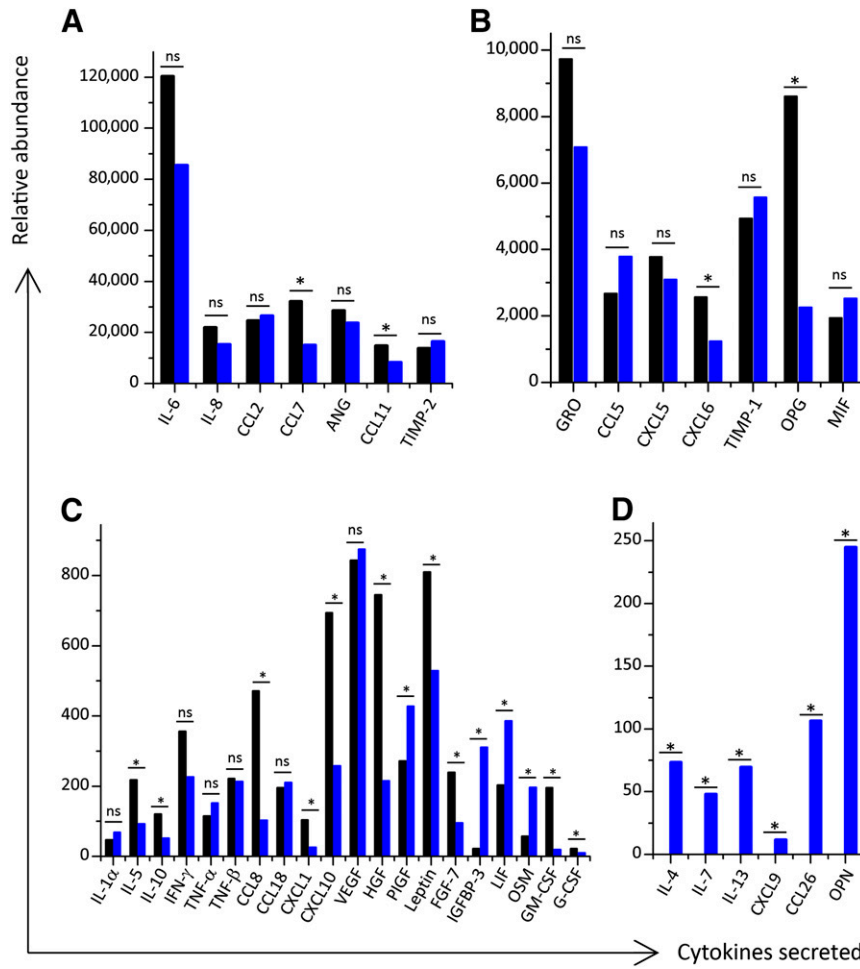 A
B
Relative abundance
ns
120,000
100,000
80,000
60,000
40,000
20,000
0
ns
ns
*
ns
*
ns
IL-6
IL-8
CCL2
CCL7
ANG
CCL11
TIMP-2
ns
10,000
8,000
6,000
4,000
2,000
0
ns
ns
*
ns
*
ns
GRO
CCL5
CXCL5
CXCL6
TIMP-1
OPG
MIF
C
D
800
600
400
200
0
ns
*
*
ns
ns
ns
*
ns
*
*
ns
*
*
*
*
*
*
*
*
*
IL-1α
IL-5
IL-10
IFN-γ
TNF-α
TNF-β
CCL8
CCL18
CXCL1
CXCL10
VEGF
HGF
PIGF
Leptin
FGF-7
IGFBP-3
LIF
OSM
GM-CSF
G-CSF
250
200
150
100
50
0
*
*
*
*
*
*
IL-4
IL-7
IL-13
CXCL9
CCL26
OPN
Cytokines secreted